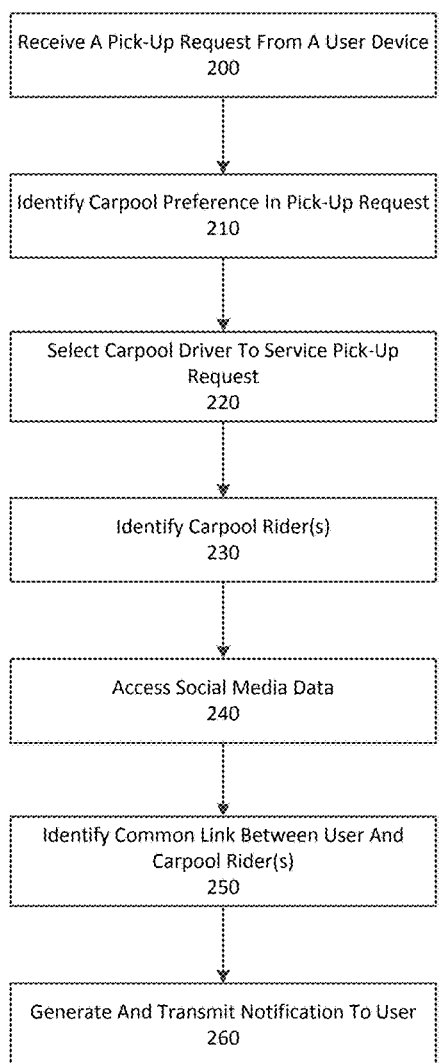 Receive A Pick-Up Request From A User Device
200
Identify Carpool Preference In Pick-Up Request
210
Select Carpool Driver To Service Pick-Up
Request
220
Identify Carpool Rider(s)
230
Access Social Media Data
240
Identify Common Link Between User And
Carpool Rider(s)
250
Generate And Transmit Notification To User
260